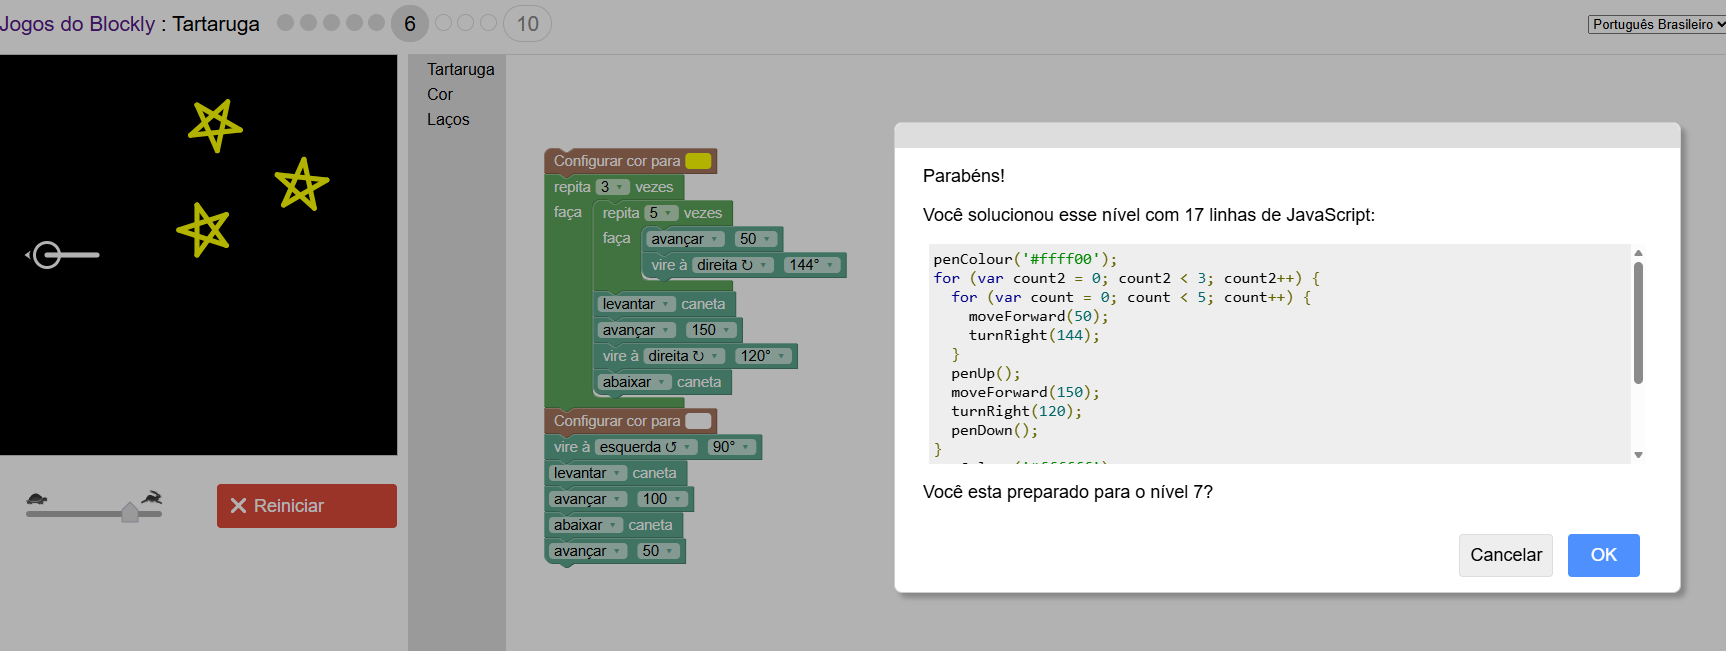 Jogos do Blockly : Tartaruga 6 10 Português Brasileiro
Tartaruga
Cor
Laços
Configurar cor para
repita 3 vezes
faça repita 5 vezes
faça avançar 50
vire à direita ↻ 144°
levantar caneta
avançar 150
vire à direita ↻ 120°
abaixar caneta
Configurar cor para
vire à esquerda ↺ 90°
levantar caneta
avançar 100
abaixar caneta
avançar 50
Reiniciar
Parabéns!
Você solucionou esse nível com 17 linhas de JavaScript:
penColour('#ffff00');
for (var count2 = 0; count2 < 3; count2++) {
for (var count = 0; count < 5; count++) {
moveForward(50);
turnRight(144);
}
penUp();
moveForward(150);
turnRight(120);
penDown();
}
Você esta preparado para o nível 7?
Cancelar OK